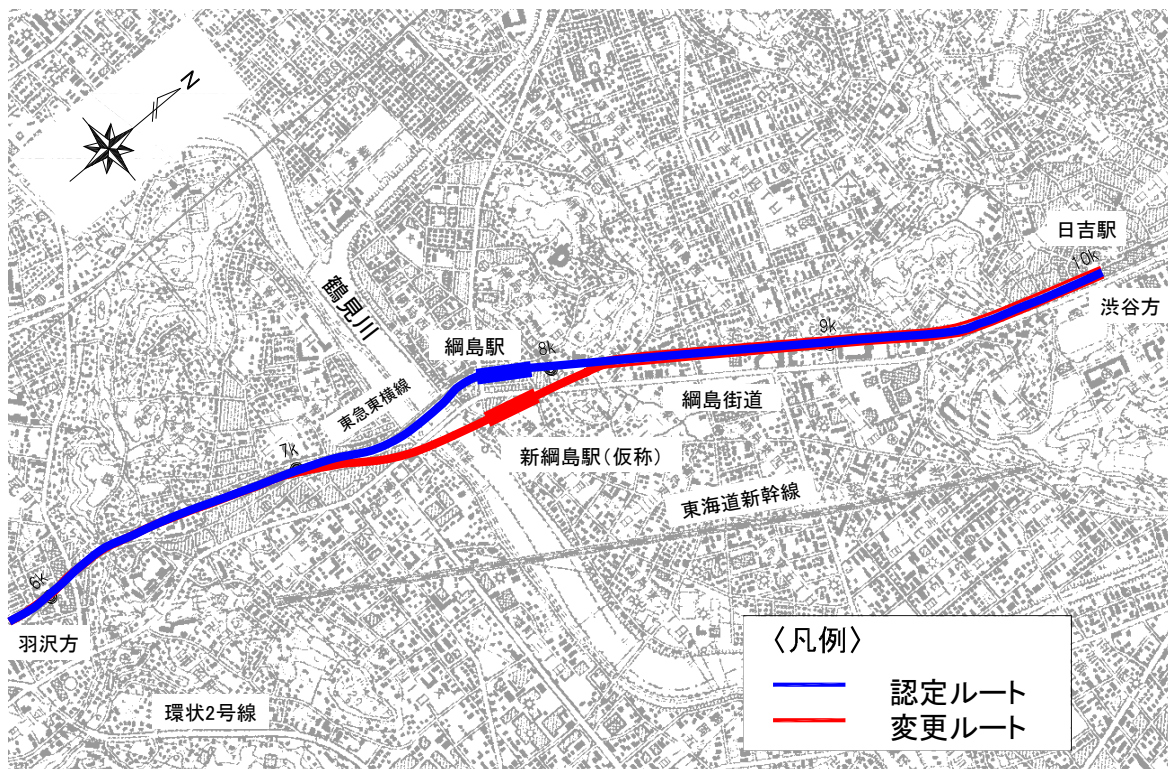 N
日吉駅
10k
渋谷方
鶴見川
9k
綱島駅
8k
東急東横線
綱島街道
7k
新綱島駅(仮称)
東海道新幹線
6k
羽沢方
〈凡例〉
認定ルート
変更ルート
環状2号線